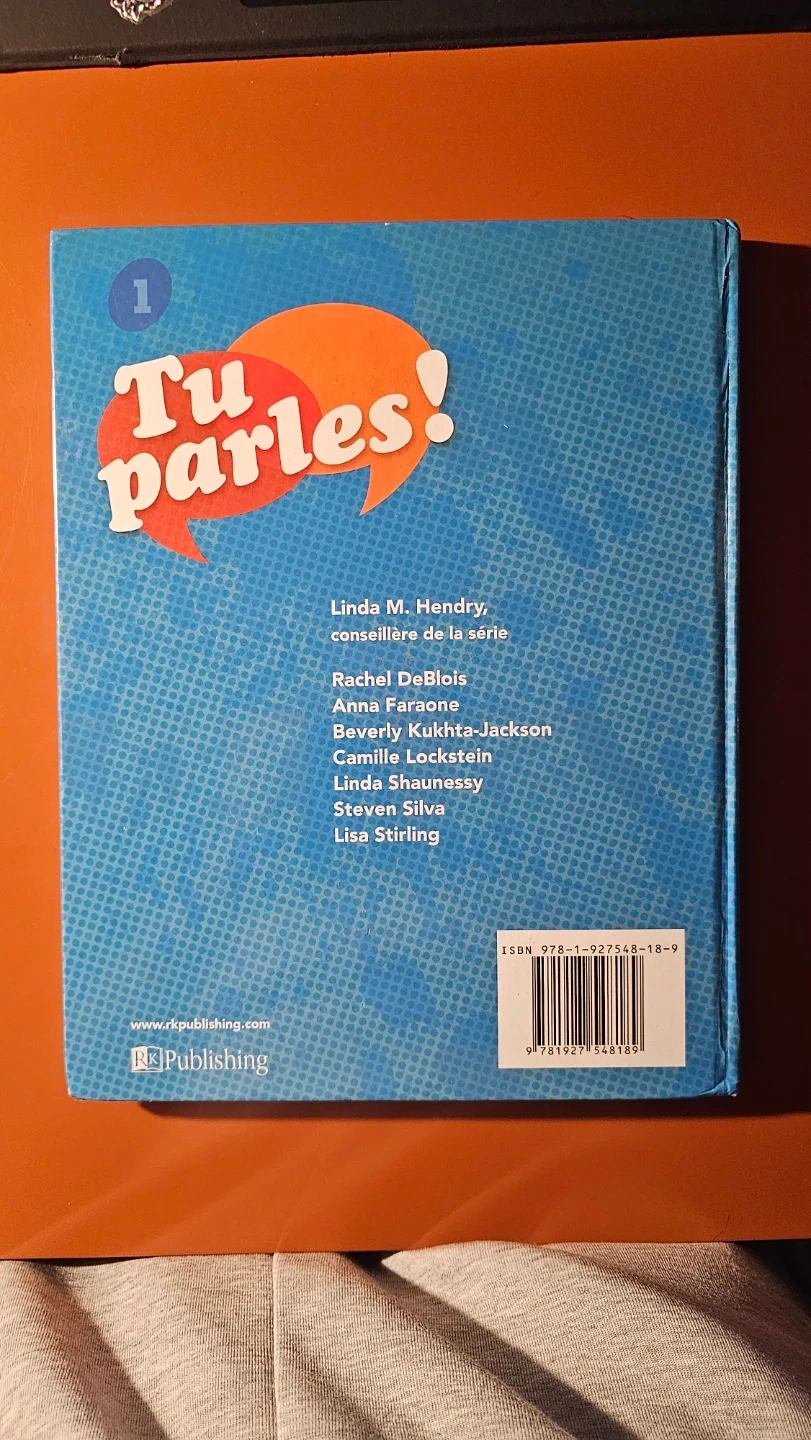 1
Tu
parles!
Linda M. Hendry,
conseillère de la série
Rachel DeBlois
Anna Faraone
Beverly Kukhta-Jackson
Camille Lockstein
Linda Shaunessy
Steven Silva
Lisa Stirling
ISBN 978-1-927548-18-9
9 781927 548189
www.rkpublishing.com
RK Publishing